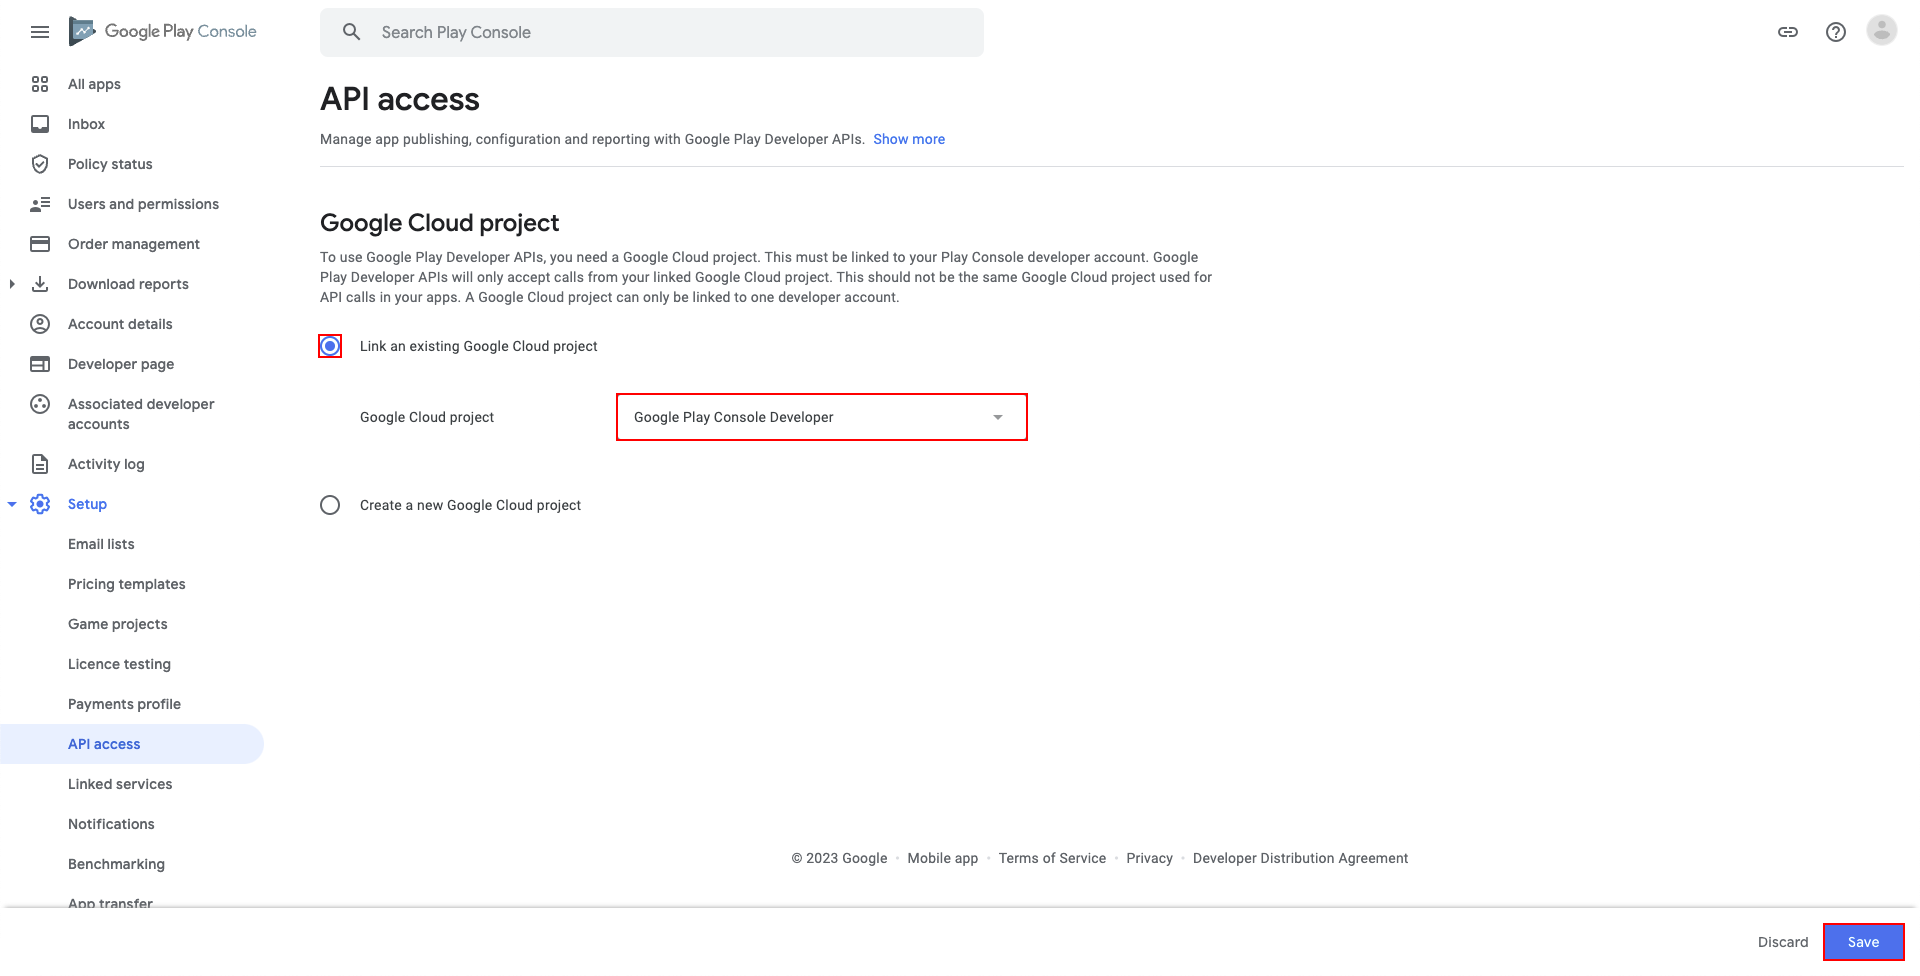 Google Play Console
Search Play Console
All apps
Inbox
Policy status
Users and permissions
Order management
Download reports
Account details
Developer page
Associated developer
accounts
Activity log
Setup
Email lists
Pricing templates
Game projects
Licence testing
Payments profile
API access
Linked services
Notifications
Benchmarking
App transfer
API access
Manage app publishing, configuration and reporting with Google Play Developer APIs. Show more
Google Cloud project
To use Google Play Developer APIs, you need a Google Cloud project. This must be linked to your Play Console developer account. Google
Play Developer APIs will only accept calls from your linked Google Cloud project. This should not be the same Google Cloud project used for
API calls in your apps. A Google Cloud project can only be linked to one developer account.
Link an existing Google Cloud project
Google Cloud project
Google Play Console Developer
Create a new Google Cloud project
© 2023 Google · Mobile app · Terms of Service · Privacy · Developer Distribution Agreement
Discard
Save